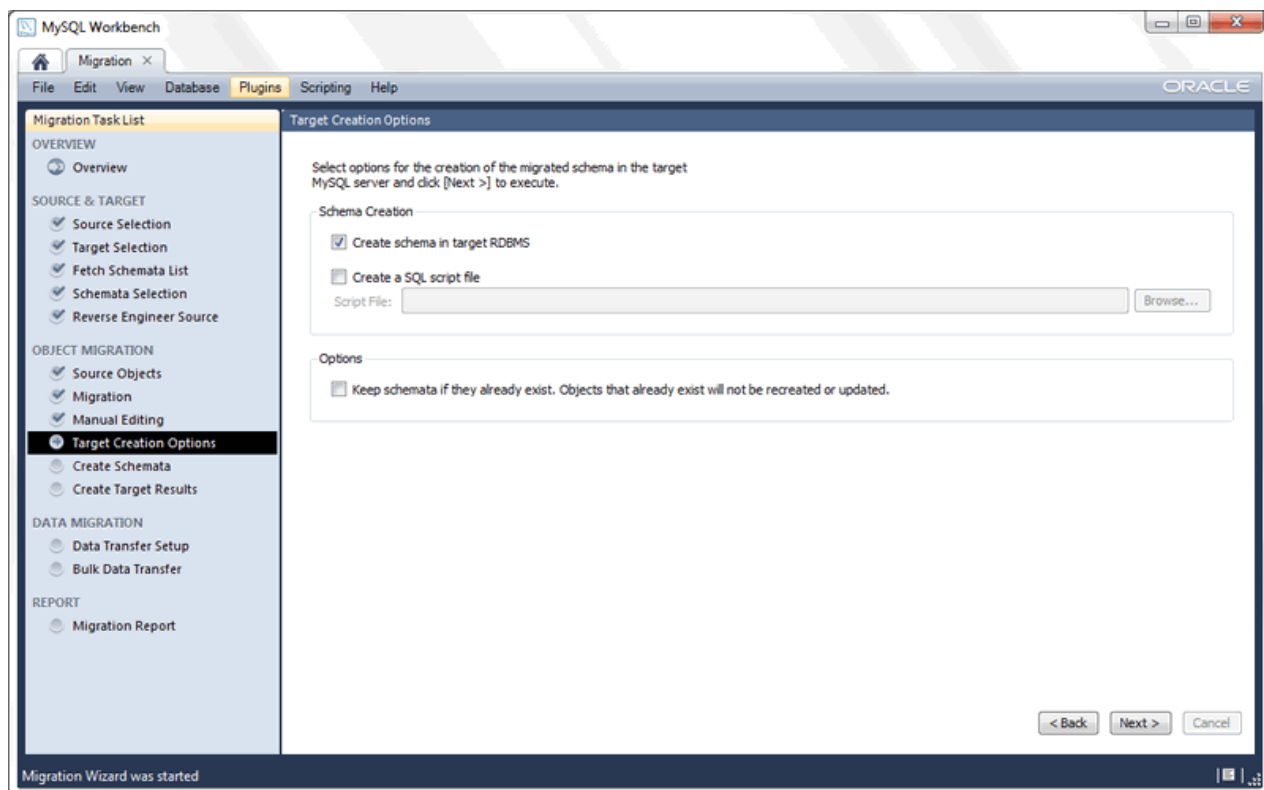 MySQL Workbench
Migration
File Edit View Database Plugins Scripting Help
ORACLE
Migration Task List
OVERVIEW
Overview
SOURCE & TARGET
Source Selection
Target Selection
Fetch Schemata List
Schemata Selection
Reverse Engineer Source
OBJECT MIGRATION
Source Objects
Migration
Manual Editing
Target Creation Options
Create Schemata
Create Target Results
DATA MIGRATION
Data Transfer Setup
Bulk Data Transfer
REPORT
Migration Report
Target Creation Options
Select options for the creation of the migrated schema in the target
MySQL server and click [Next >] to execute.
Schema Creation
Create schema in target RDBMS
Create a SQL script file
Script File:
Browse...
Options
Keep schemata if they already exist. Objects that already exist will not be recreated or updated.
< Back Next > Cancel
Migration Wizard was started